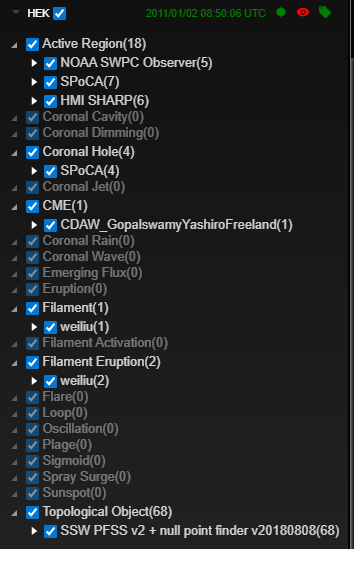 HEK 2011/01/02 08:50:06 UTC
Active Region(18)
NOAA SWPC Observer(5)
SPoCA(7)
HMI SHARP(6)
Coronal Cavity(0)
Coronal Dimming(0)
Coronal Hole(4)
SPoCA(4)
Coronal Jet(0)
CME(1)
CDAW_GopalswamyYashiroFreeland(1)
Coronal Rain(0)
Coronal Wave(0)
Emerging Flux(0)
Eruption(0)
Filament(1)
weiliu(1)
Filament Activation(0)
Filament Eruption(2)
weiliu(2)
Flare(0)
Loop(0)
Oscillation(0)
Plage(0)
Sigmoid(0)
Spray Surge(0)
Sunspot(0)
Topological Object(68)
SSW PFSS v2 + null point finder v20180808(68)